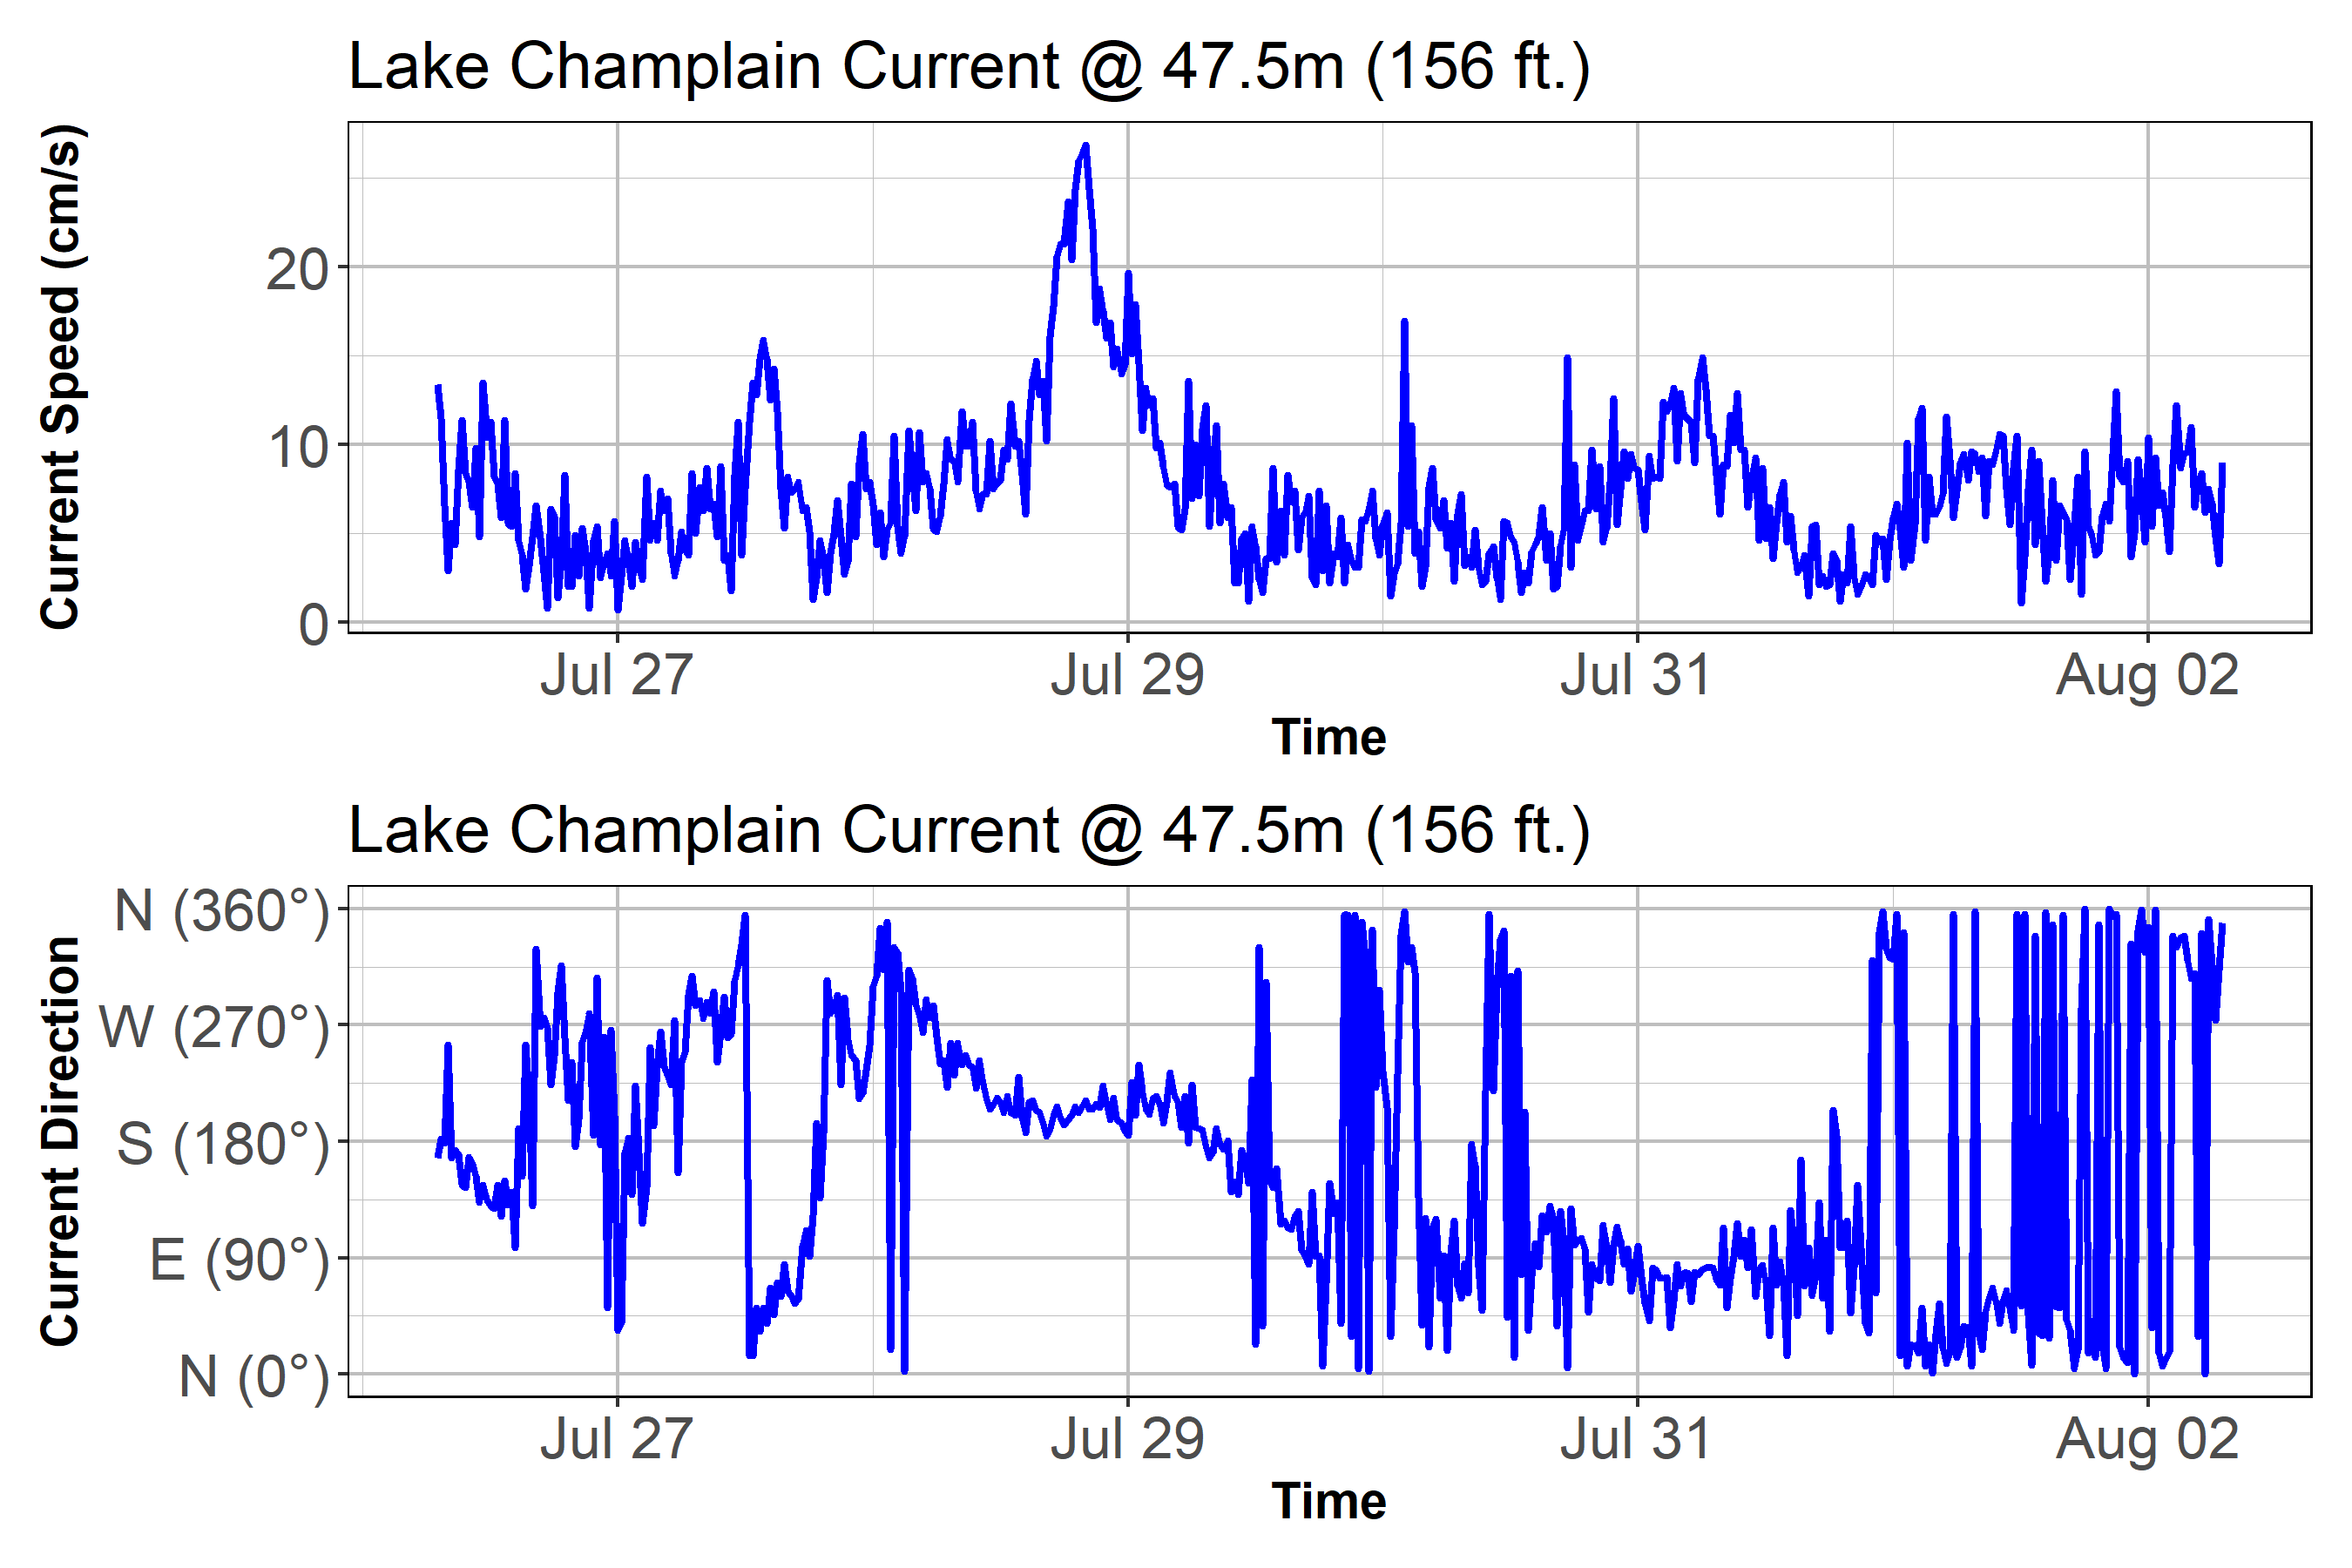 Lake Champlain Current @ 47.5m (156 ft.)
Current Speed (cm/s)
20
10
0
Jul 27 Jul 29 Jul 31 Aug 02
Time
Lake Champlain Current @ 47.5m (156 ft.)
Current Direction
N (360°)
W (270°)
S (180°)
E (90°)
N (0°)
Jul 27 Jul 29 Jul 31 Aug 02
Time